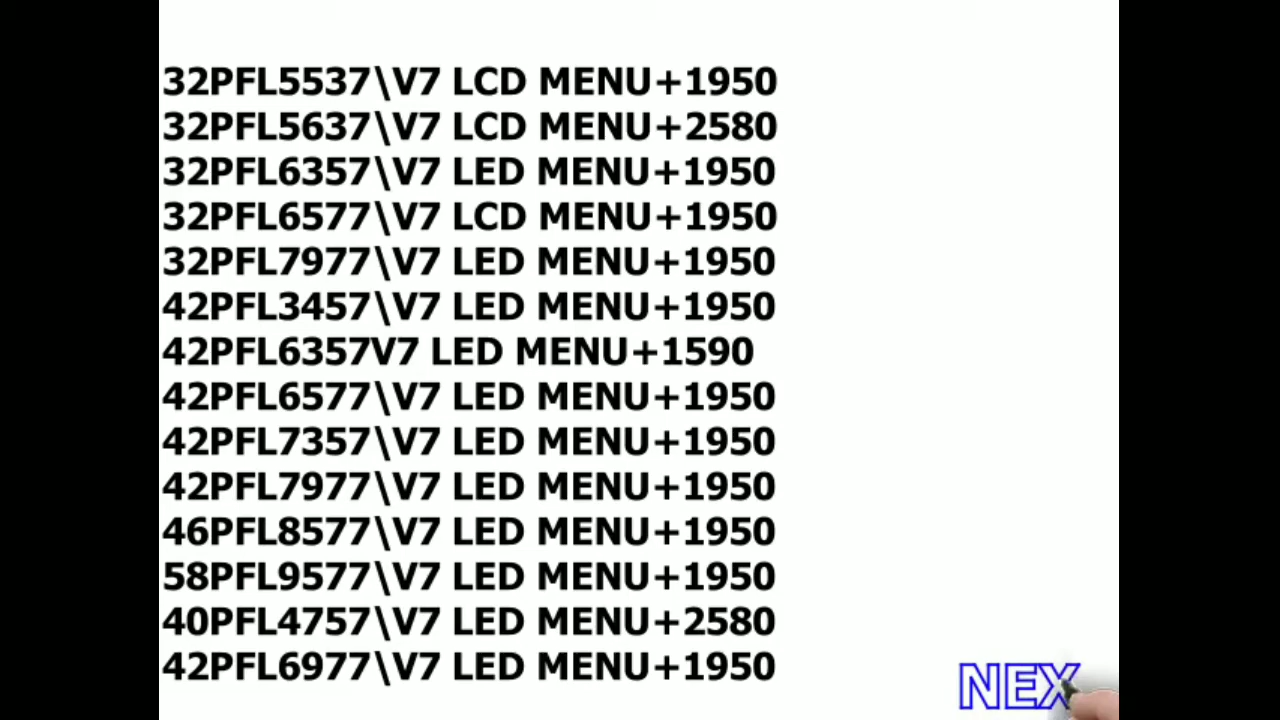 32PFL5537\V7 LCD MENU+1950
32PFL5637\V7 LCD MENU+2580
32PFL6357\V7 LED MENU+1950
32PFL6577\V7 LCD MENU+1950
32PFL7977\V7 LED MENU+1950
42PFL3457\V7 LED MENU+1950
42PFL6357V7 LED MENU+1590
42PFL6577\V7 LED MENU+1950
42PFL7357\V7 LED MENU+1950
42PFL7977\V7 LED MENU+1950
46PFL8577\V7 LED MENU+1950
58PFL9577\V7 LED MENU+1950
40PFL4757\V7 LED MENU+2580
42PFL6977\V7 LED MENU+1950
NEX